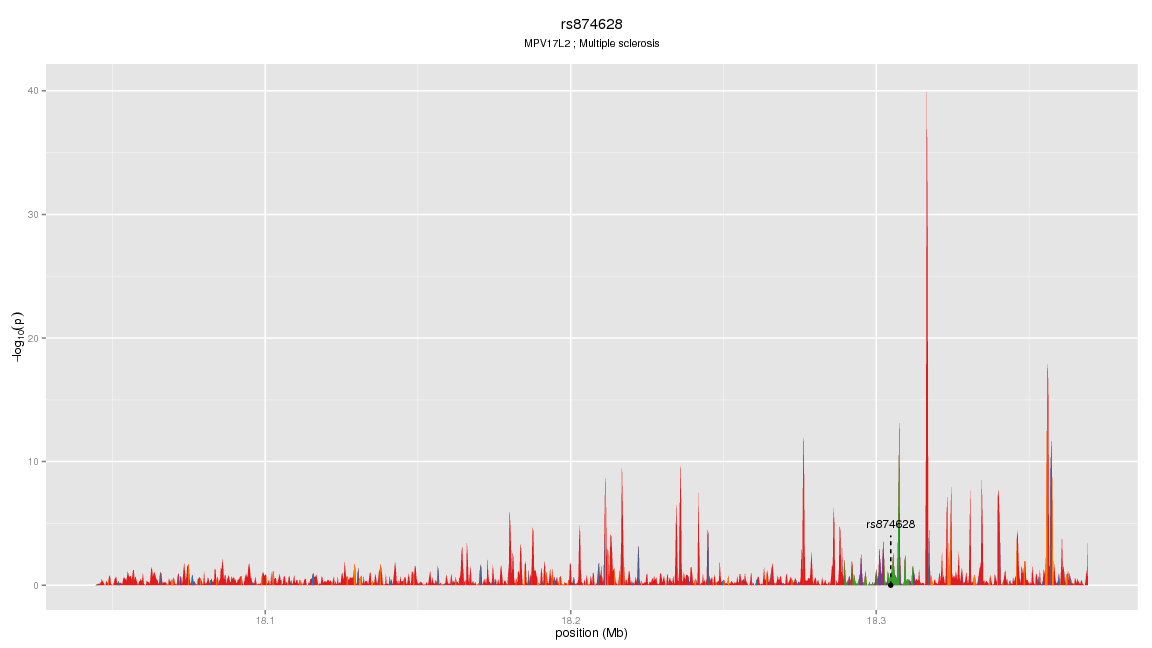 rs874628
MPV17L2 ; Multiple sclerosis
40
30
20
10
0
−log10(p)
rs874628
18.1
18.2
18.3
position (Mb)